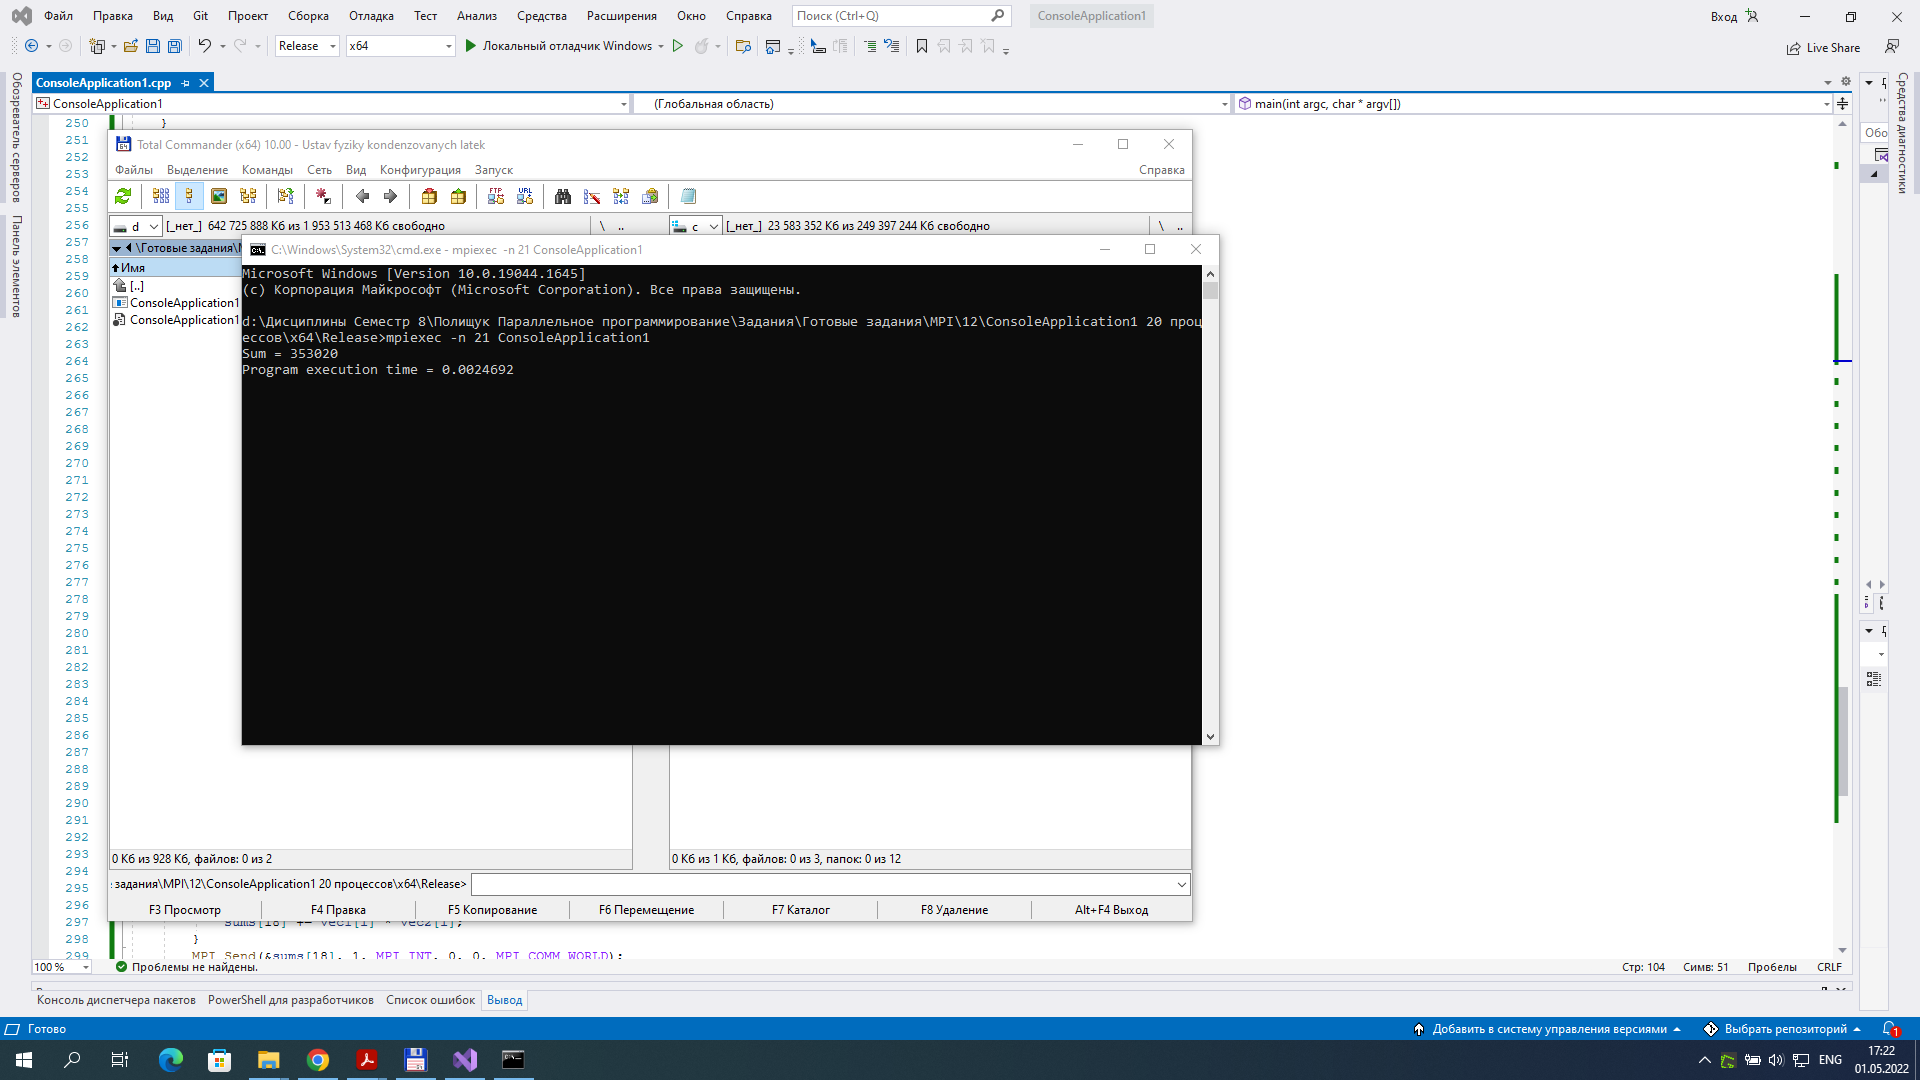 Файл Правка Вид Git Проект Сборка Отладка Тест Анализ Средства Расширения Окно Справка Поиск (Ctrl+Q) ConsoleApplication1 Вход
Release x64 Локальный отладчик Windows Live Share
Обозреватель серверов
Панель элементов
ConsoleApplication1.cpp
ConsoleApplication1 (Глобальная область) main(int argc, char * argv[])
Средства диагностики
Обо
250 }
251
252
253
254
255
256
257
258
259
260
261
262
263
264
265
266
267
268
269
270
271
272
273
274
275
276
277
278
279
280
281
282
283
284
285
286
287
288
289
290
291
292
293
294
295
296
297 sums[18] += vec1[i] * vec2[i];
298 }
299 MPI_Send(&sums[18], 1, MPI_INT, 0, 0, MPI_COMM_WORLD);
Total Commander (x64) 10.00 - Ustav fyziky kondenzovanych latek
Файлы Выделение Команды Сеть Вид Конфигурация Запуск Справка
FTP URL
d [_нет_] 642 725 888 Кб из 1 953 513 468 Кб свободно \ ..
c [_нет_] 23 583 352 Кб из 249 397 244 Кб свободно \ ..
\Готовые задания\
Имя
[..]
ConsoleApplication1
ConsoleApplication1
C:\Windows\System32\cmd.exe - mpiexec -n 21 ConsoleApplication1
Microsoft Windows [Version 10.0.19044.1645]
(c) Корпорация Майкрософт (Microsoft Corporation). Все права защищены.
d:\Дисциплины Семестр 8\Полищук Параллельное программирование\Задания\Готовые задания\MPI\12\ConsoleApplication1 20 проц
ессов\x64\Release>mpiexec -n 21 ConsoleApplication1
Sum = 353020
Program execution time = 0.0024692
0 Кб из 928 Кб, файлов: 0 из 2
0 Кб из 1 Кб, файлов: 0 из 3, папок: 0 из 12
задания\MPI\12\ConsoleApplication1 20 процессов\x64\Release>
F3 Просмотр F4 Правка F5 Копирование F6 Перемещение F7 Каталог F8 Удаление Alt+F4 Выход
100 % Проблемы не найдены. Стр: 104 Симв: 51 Пробелы CRLF
Консоль диспетчера пакетов PowerShell для разработчиков Список ошибок Вывод
Готово Добавить в систему управления версиями Выбрать репозиторий 1
ENG 17:22
01.05.2022